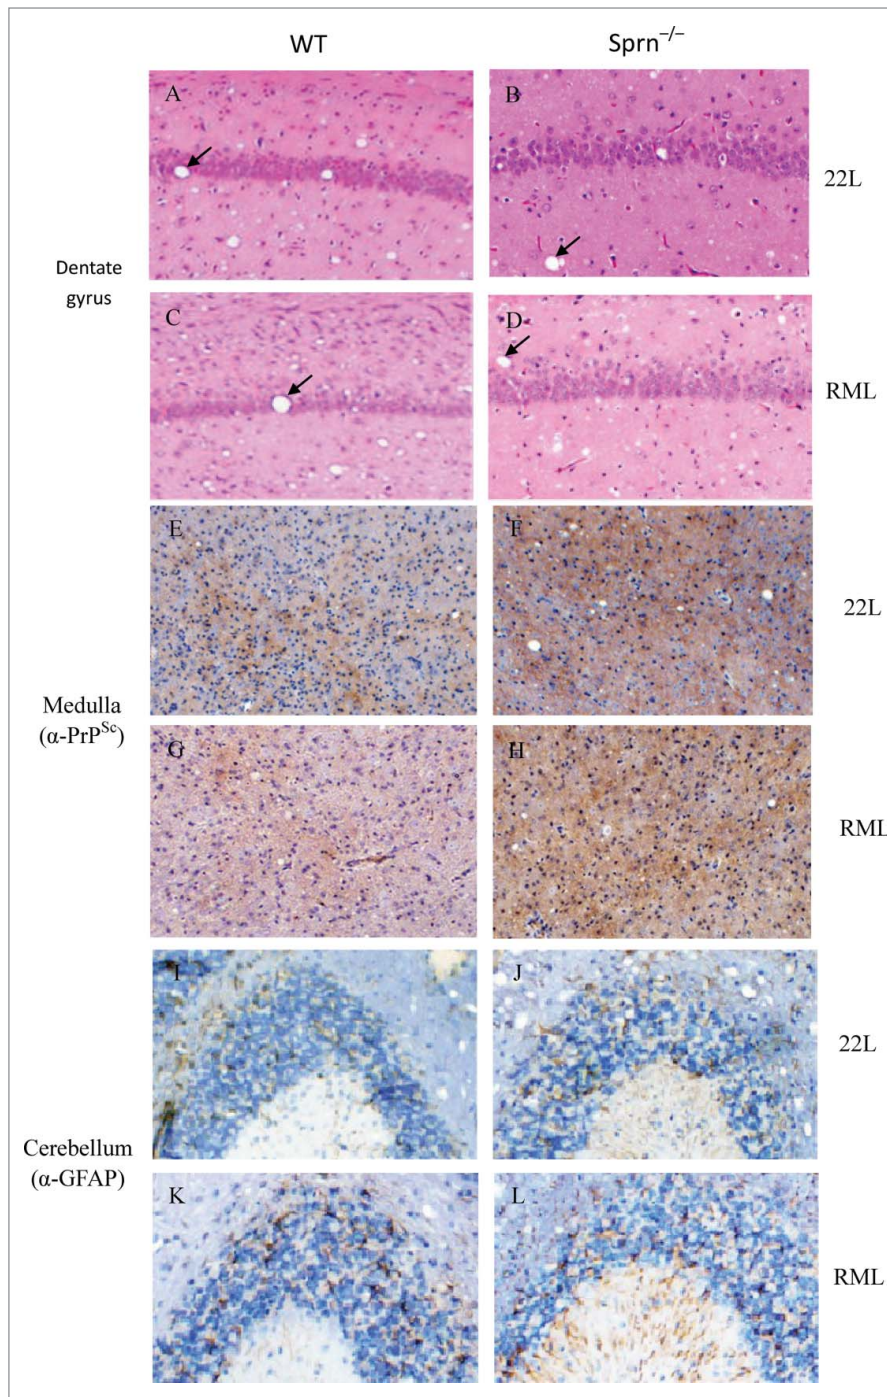 WT Sprn⁻/⁻
A B
22L
Dentate
gyrus
C D
RML
E F
22L
Medulla
(α-PrPSc)
G H
RML
I J
22L
Cerebellum
(α-GFAP)
K L
RML